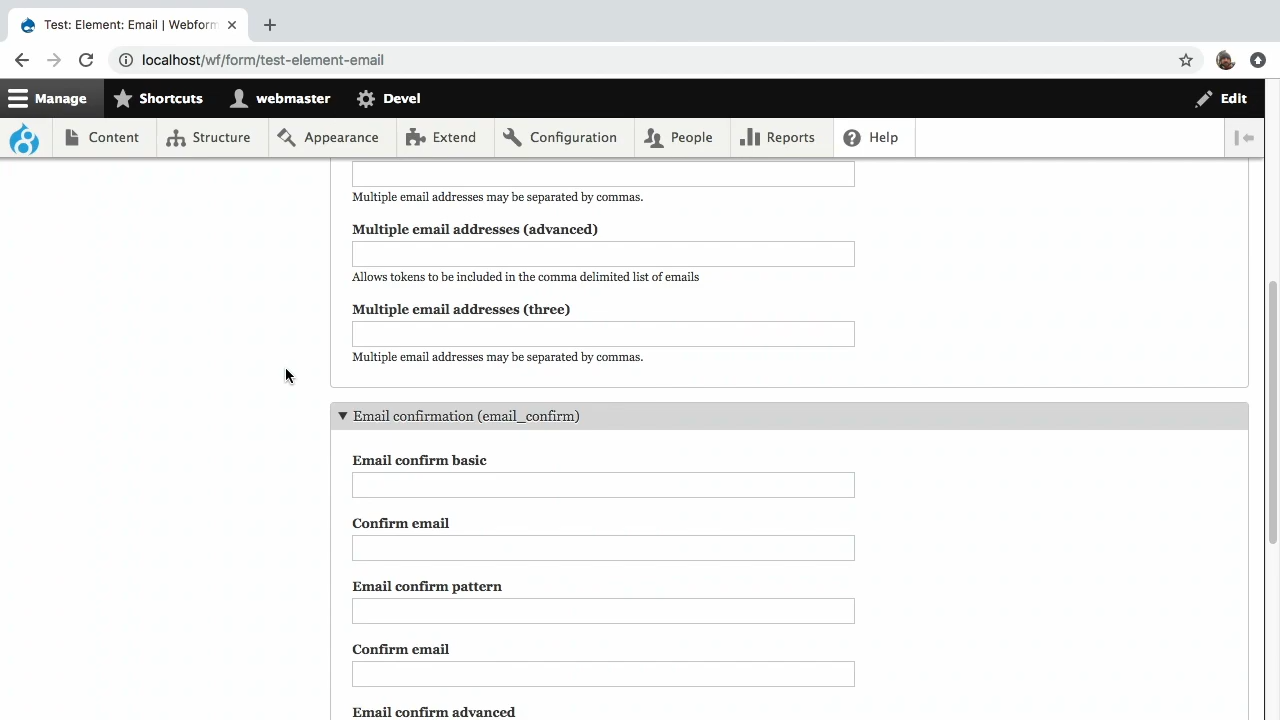 Test: Element: Email | Webform
localhost/wf/form/test-element-email
Manage Shortcuts webmaster Devel Edit
Content Structure Appearance Extend Configuration People Reports Help
Multiple email addresses may be separated by commas.
Multiple email addresses (advanced)
Allows tokens to be included in the comma delimited list of emails
Multiple email addresses (three)
Multiple email addresses may be separated by commas.
Email confirmation (email_confirm)
Email confirm basic
Confirm email
Email confirm pattern
Confirm email
Email confirm advanced